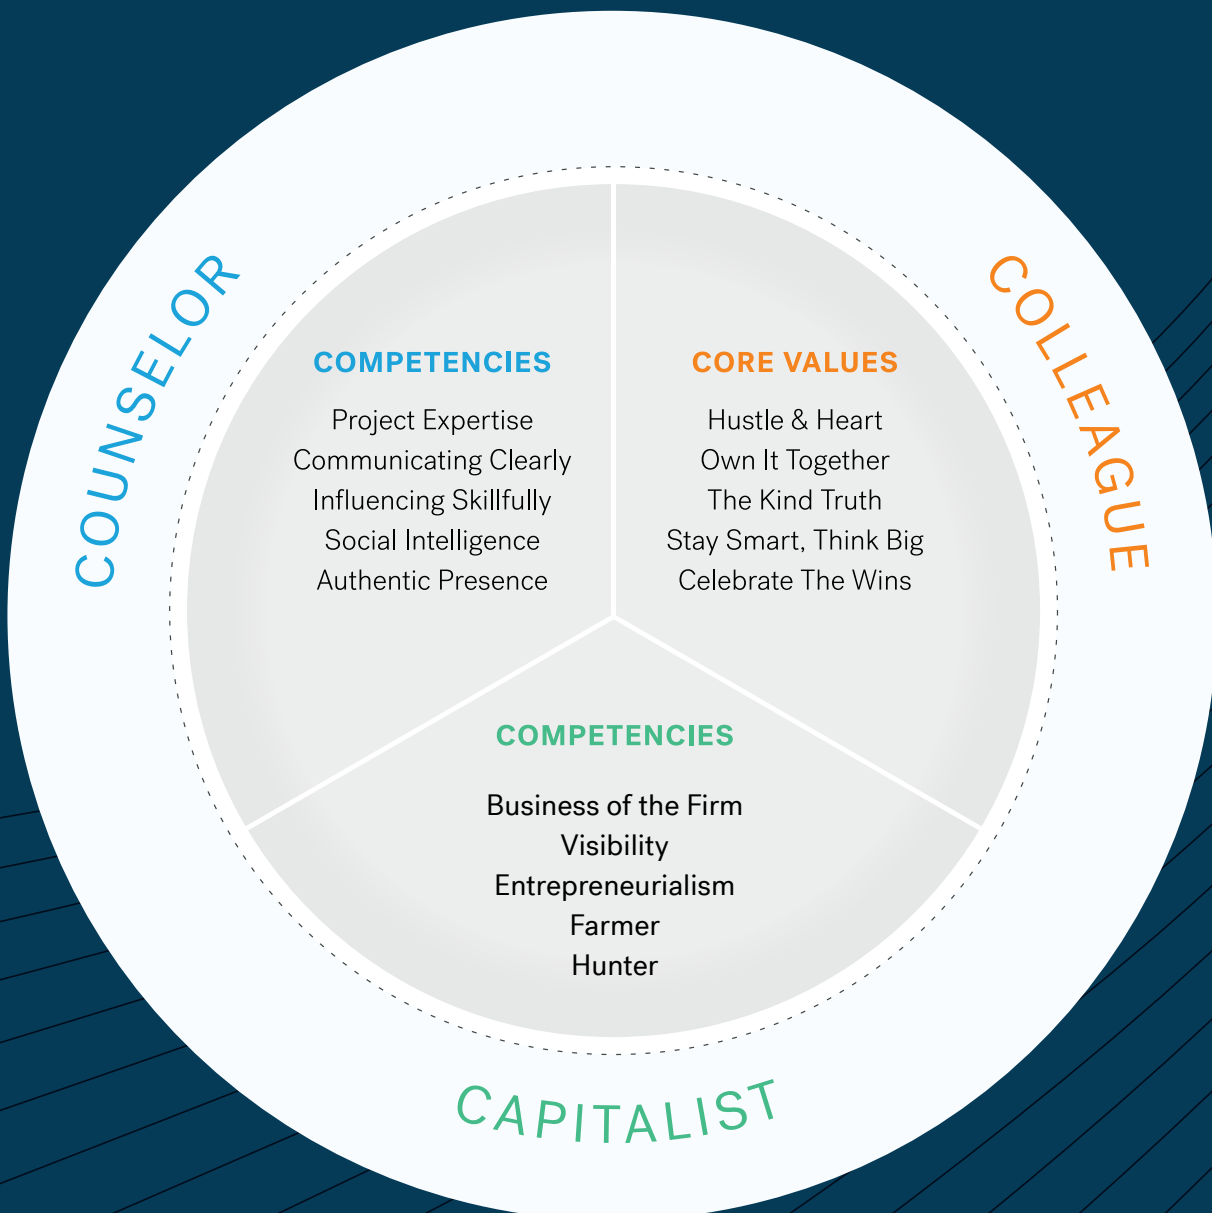 COUNSELOR
COMPETENCIES
Project Expertise
Communicating Clearly
Influencing Skillfully
Social Intelligence
Authentic Presence
COLLEAGUE
CORE VALUES
Hustle & Heart
Own It Together
The Kind Truth
Stay Smart, Think Big
Celebrate The Wins
COMPETENCIES
Business of the Firm
Visibility
Entrepreneurialism
Farmer
Hunter
CAPITALIST